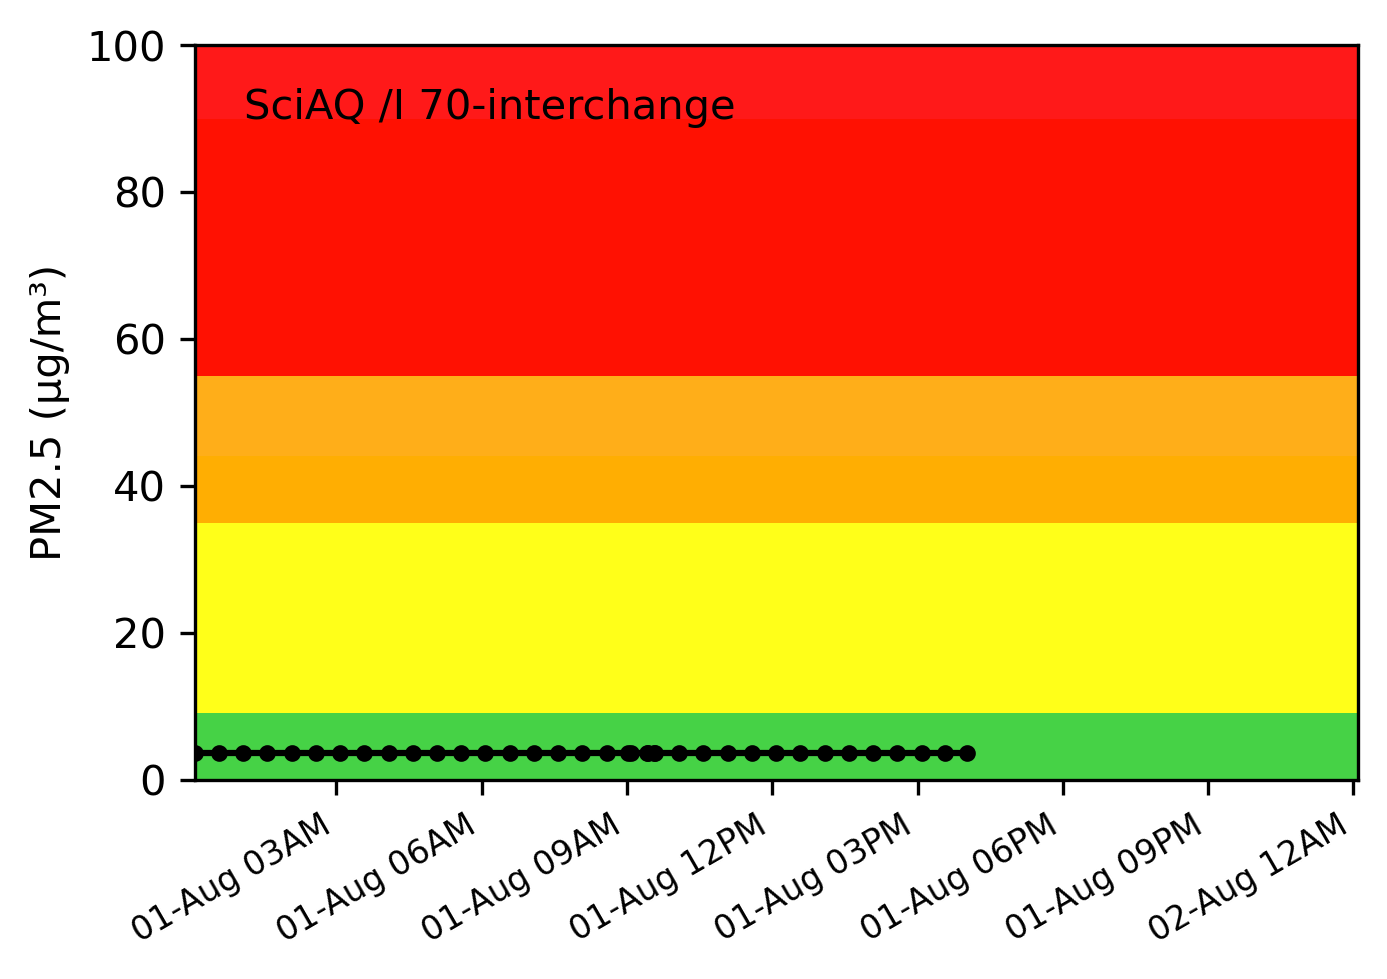 SciAQ /I 70-interchange
PM2.5 (μg/m³)
100
80
60
40
20
0
01-Aug 03AM
01-Aug 06AM
01-Aug 09AM
01-Aug 12PM
01-Aug 03PM
01-Aug 06PM
01-Aug 09PM
02-Aug 12AM